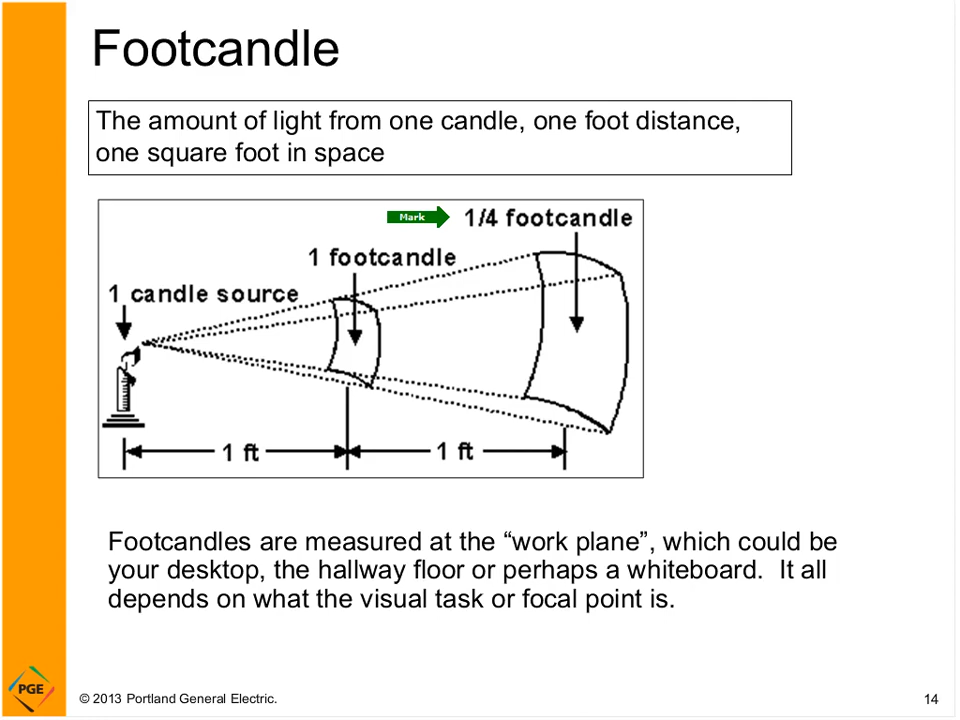 Footcandle
The amount of light from one candle, one foot distance,
one square foot in space
Mark
1/4 footcandle
1 footcandle
1 candle source
1 ft
1 ft
Footcandles are measured at the “work plane”, which could be
your desktop, the hallway floor or perhaps a whiteboard.  It all
depends on what the visual task or focal point is.
PGE
© 2013 Portland General Electric.
14